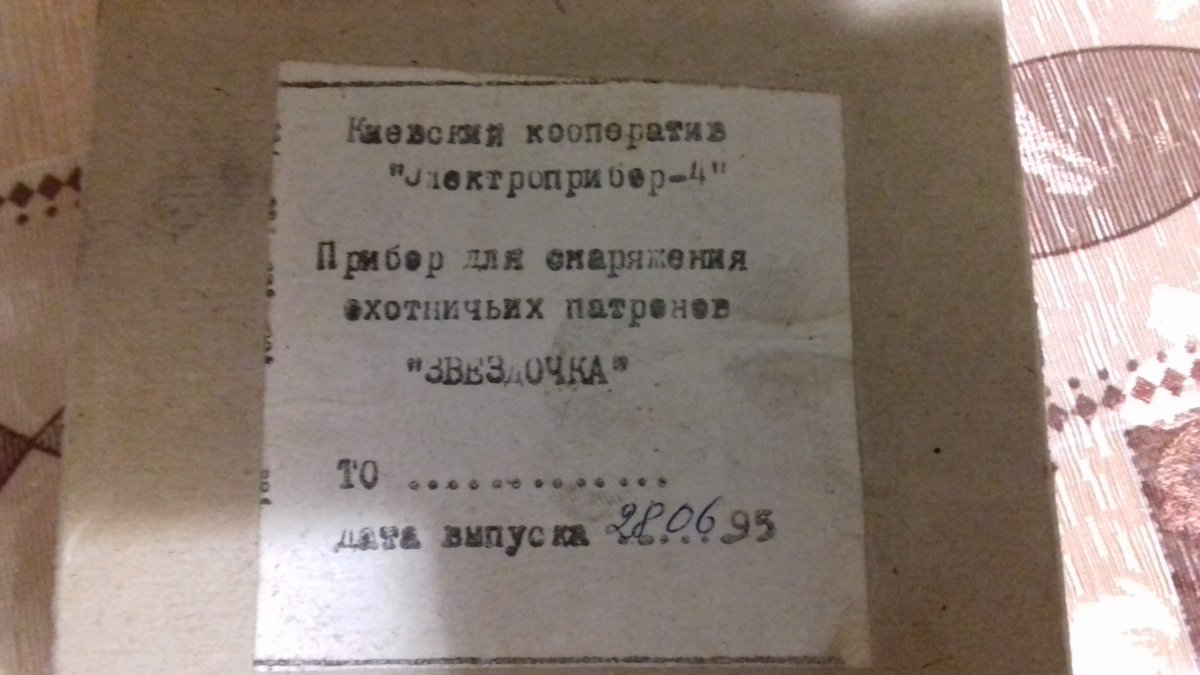 Киевский кооператив
"Электроприбор-4"
Прибор для снаряжения
охотничьих патронов
"ЗВЕЗДОЧКА"
ТО .............
дата выпуска 28.06.95